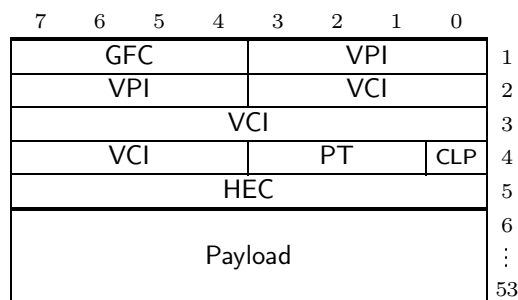 7 6 5 4 3 2 1 0
GFC VPI 1
VPI VCI 2
VCI 3
VCI PT CLP 4
HEC 5
6
Payload ⋮
53